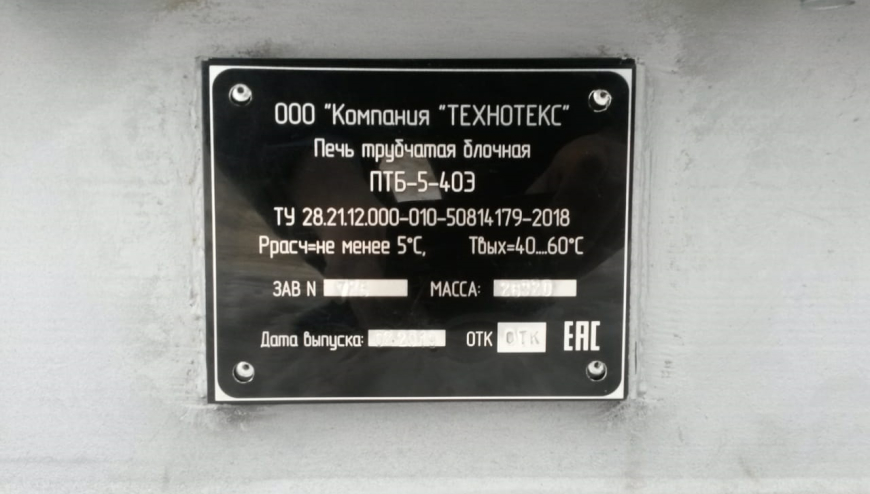 ООО "Компания "ТЕХНОТЕКС"
Печь трубчатая блочная
ПТБ-5-40Э
ТУ 28.21.12.000-010-50814179-2018
Ррасч=не менее 5°С, Твых=40....60°С
ЗАВ N МАССА:
Дата выпуска: ОТК ОТК ЕАС